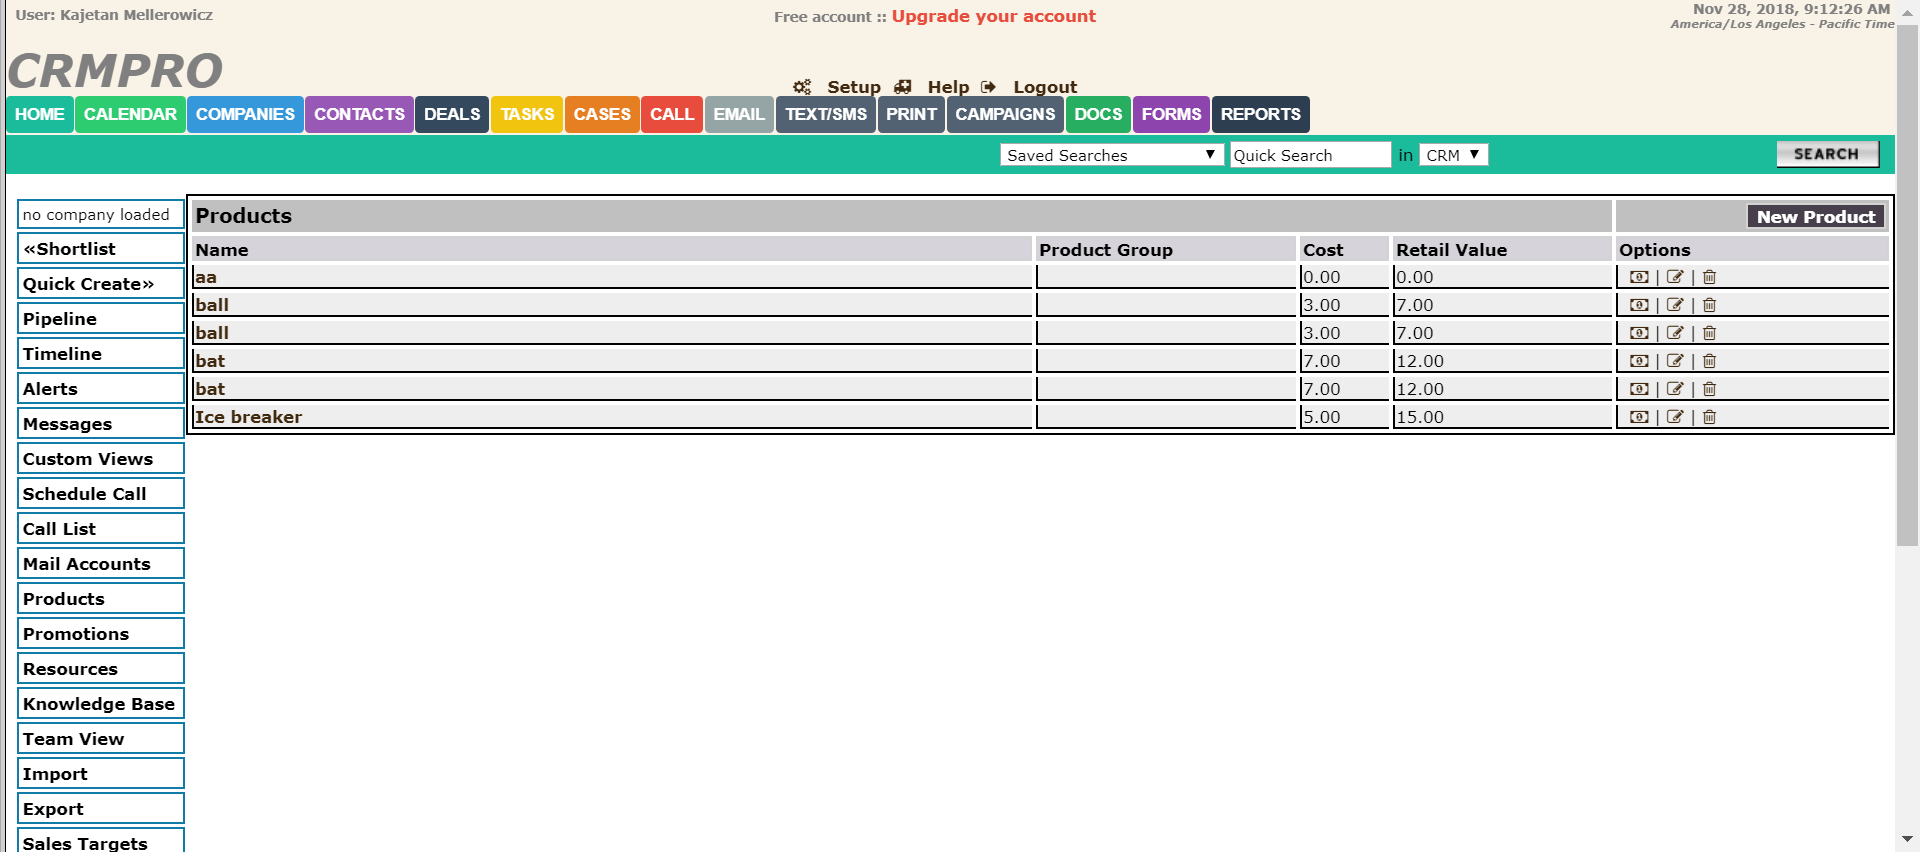 User: Kajetan Mellerowicz
Free account :: Upgrade your account
Nov 28, 2018, 9:12:26 AM
America/Los Angeles - Pacific Time
CRMPRO
Setup Help Logout
HOME CALENDAR COMPANIES CONTACTS DEALS TASKS CASES CALL EMAIL TEXT/SMS PRINT CAMPAIGNS DOCS FORMS REPORTS
Saved Searches Quick Search in CRM SEARCH
no company loaded
«Shortlist
Quick Create»
Pipeline
Timeline
Alerts
Messages
Custom Views
Schedule Call
Call List
Mail Accounts
Products
Promotions
Resources
Knowledge Base
Team View
Import
Export
Sales Targets
Products New Product
Name Product Group Cost Retail Value Options
aa 0.00 0.00 | |
ball 3.00 7.00 | |
ball 3.00 7.00 | |
bat 7.00 12.00 | |
bat 7.00 12.00 | |
Ice breaker 5.00 15.00 | |